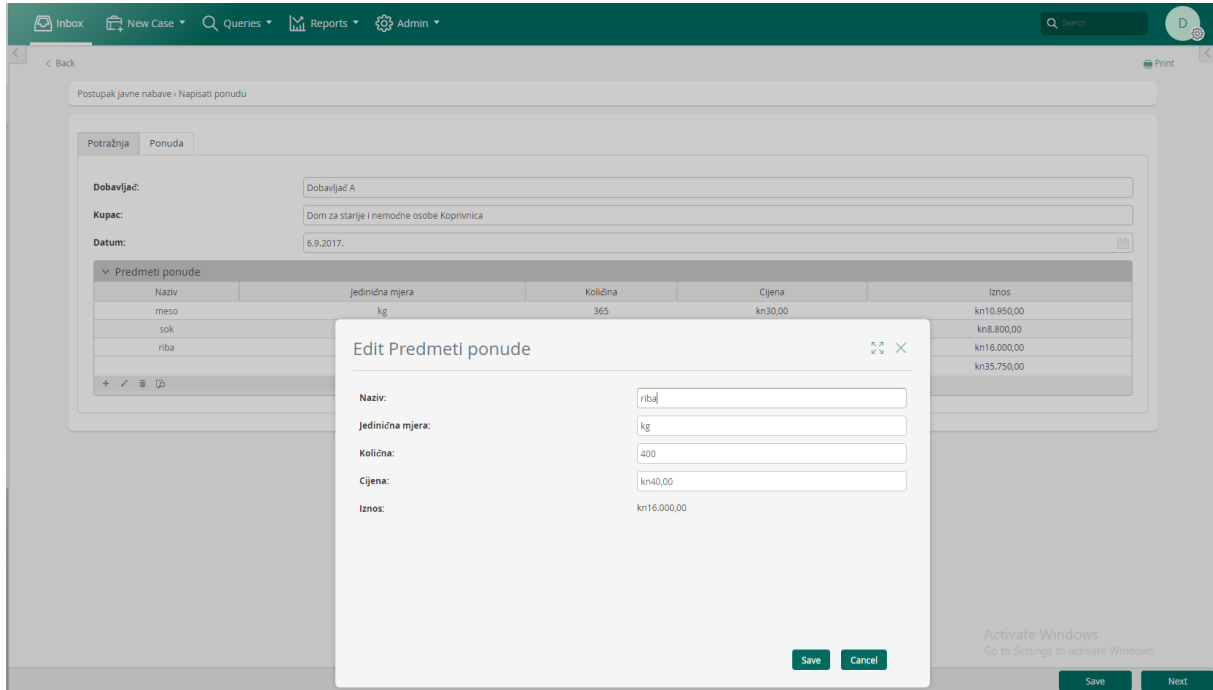 Inbox New Case Queries Reports Admin Search D
Back Print
Postupak javne nabave › Napisati ponudu
Potražnja Ponuda
Dobavljač: Dobavljač A
Kupac: Dom za starije i nemoćne osobe Koprivnica
Datum: 6.9.2017.
Predmeti ponude
Naziv Jedinična mjera Količina Cijena Iznos
meso kg 365 kn30,00 kn10.950,00
sok kn8.800,00
riba kn16.000,00
kn35.750,00
Edit Predmeti ponude
Naziv: riba
Jedinična mjera: kg
Količna: 400
Cijena: kn40,00
Iznos: kn16.000,00
Save Cancel
Activate Windows
Go to Settings to activate Windows.
Save Next